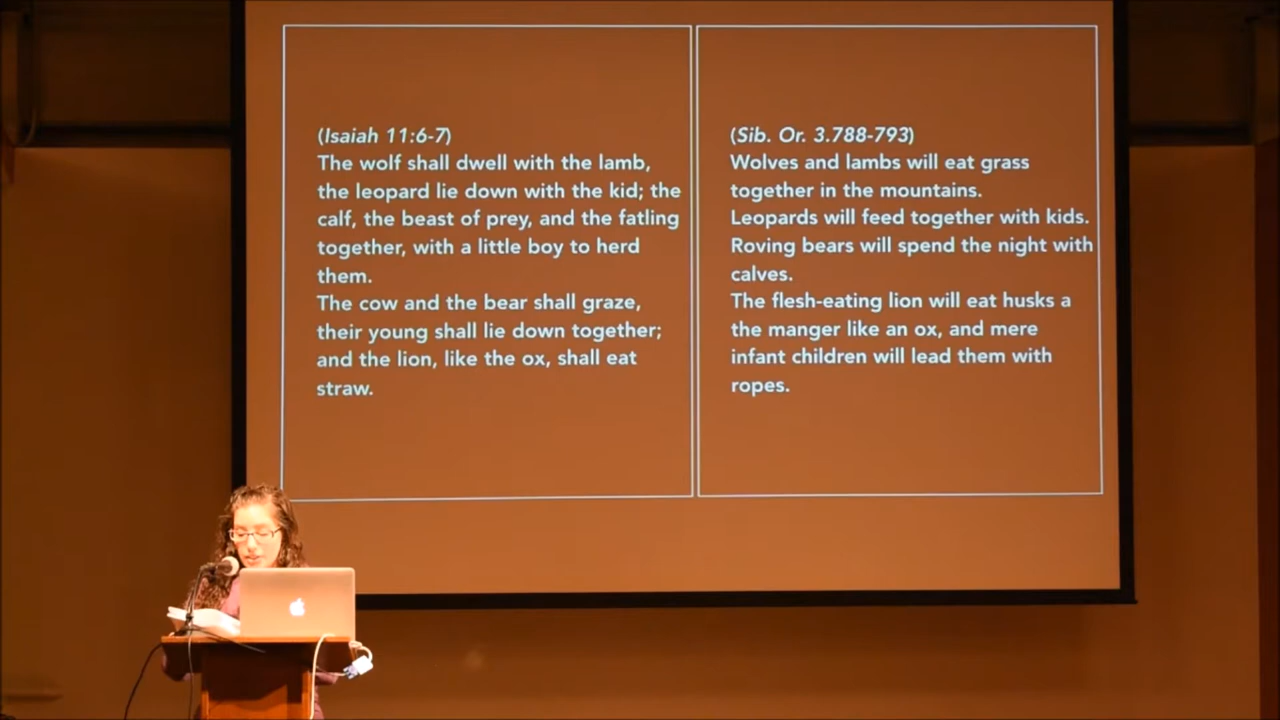 (Isaiah 11:6-7)
The wolf shall dwell with the lamb,
the leopard lie down with the kid; the
calf, the beast of prey, and the fatling
together, with a little boy to herd
them.
The cow and the bear shall graze,
their young shall lie down together;
and the lion, like the ox, shall eat
straw.
(Sib. Or. 3.788-793)
Wolves and lambs will eat grass
together in the mountains.
Leopards will feed together with kids.
Roving bears will spend the night with
calves.
The flesh-eating lion will eat husks a
the manger like an ox, and mere
infant children will lead them with
ropes.